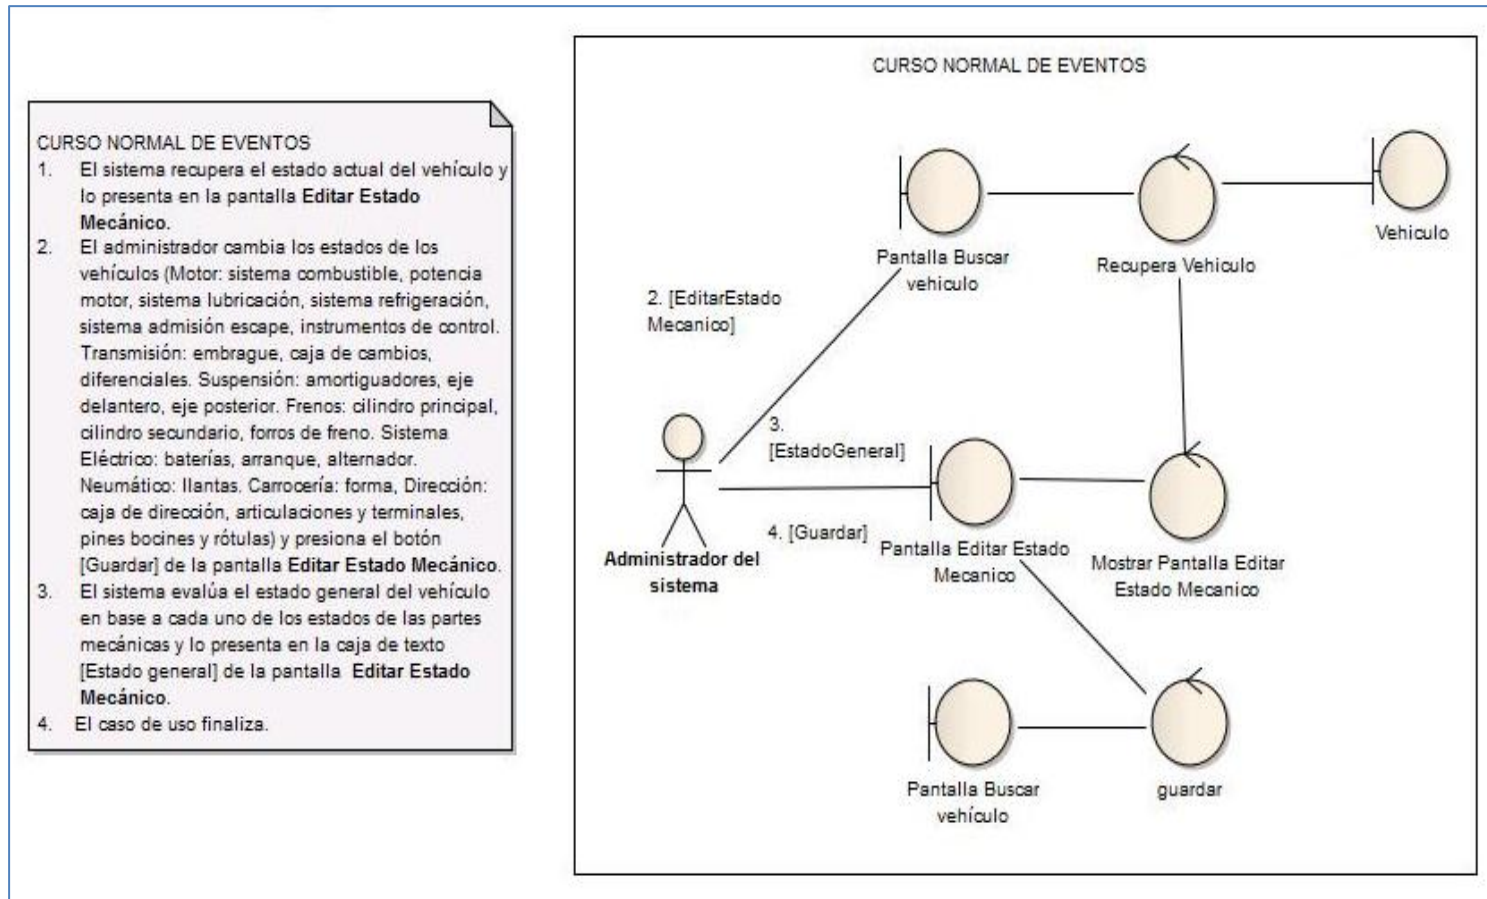 CURSO NORMAL DE EVENTOS
1. El sistema recupera el estado actual del vehículo y
lo presenta en la pantalla Editar Estado
Mecánico.
2. El administrador cambia los estados de los
vehículos (Motor: sistema combustible, potencia
motor, sistema lubricación, sistema refrigeración,
sistema admisión escape, instrumentos de control.
Transmisión: embrague, caja de cambios,
diferenciales. Suspensión: amortiguadores, eje
delantero, eje posterior. Frenos: cilindro principal,
cilindro secundario, forros de freno. Sistema
Eléctrico: baterías, arranque, alternador.
Neumático: llantas. Carrocería: forma, Dirección:
caja de dirección, articulaciones y terminales,
pines bocines y rótulas) y presiona el botón
[Guardar] de la pantalla Editar Estado Mecánico.
3. El sistema evalúa el estado general del vehículo
en base a cada uno de los estados de las partes
mecánicas y lo presenta en la caja de texto
[Estado general] de la pantalla Editar Estado
Mecánico.
4. El caso de uso finaliza.
CURSO NORMAL DE EVENTOS
Pantalla Buscar
vehiculo
Recupera Vehiculo
Vehiculo
2. [EditarEstado
Mecanico]
3.
[EstadoGeneral]
4. [Guardar]
Administrador del
sistema
Pantalla Editar Estado
Mecanico
Mostrar Pantalla Editar
Estado Mecanico
Pantalla Buscar
vehículo
guardar